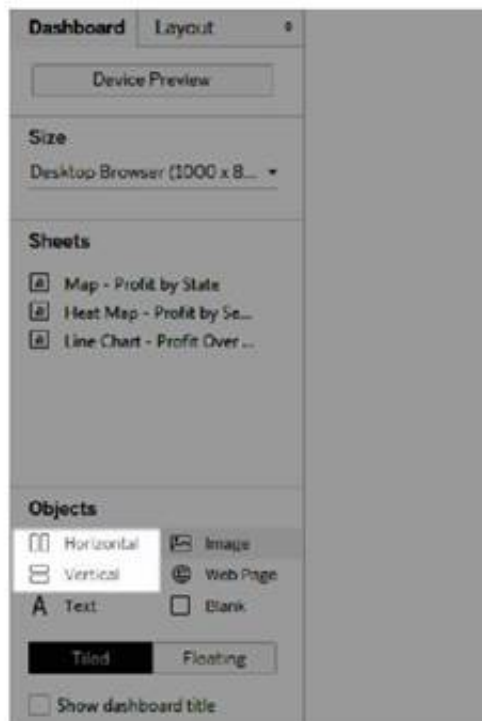 Dashboard Layout
Device Preview
Size
Desktop Browser (1000 x 8...
Sheets
Map - Profit by State
Heat Map - Profit by Se...
Line Chart - Profit Over ...
Objects
Horizontal Image
Vertical Web Page
A Text Blank
Tiled Floating
Show dashboard title